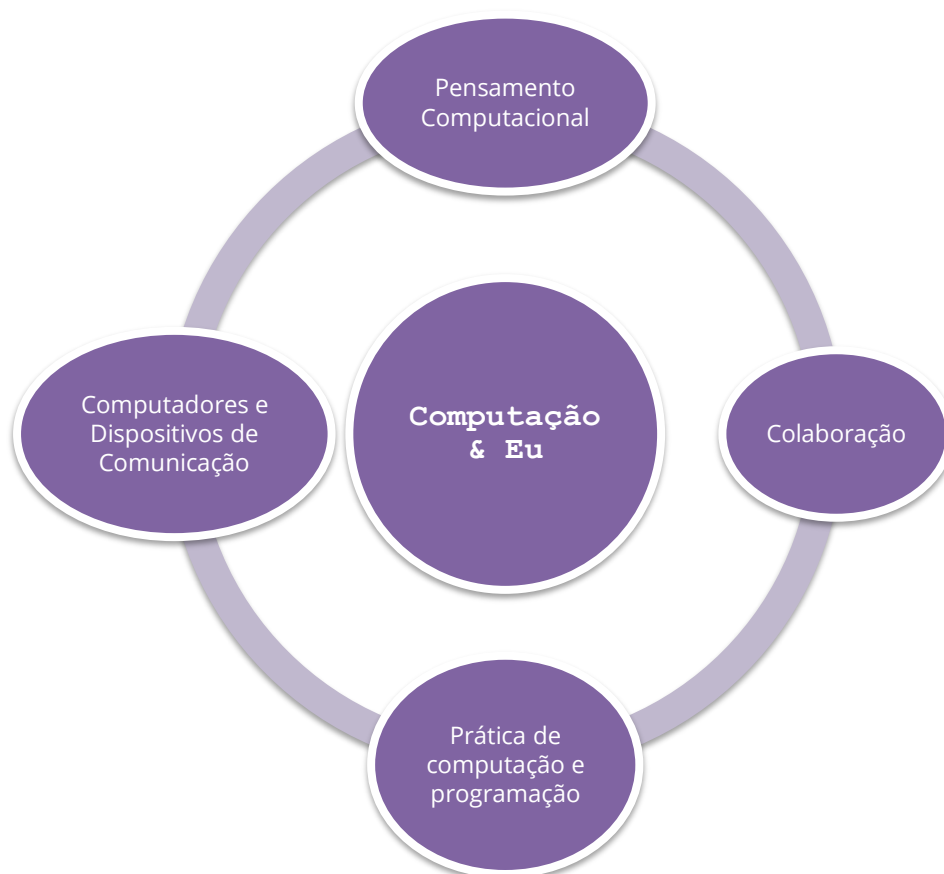 Pensamento
Computacional
Computadores e
Dispositivos de
Comunicação
Computação
& Eu
Colaboração
Prática de
computação e
programação